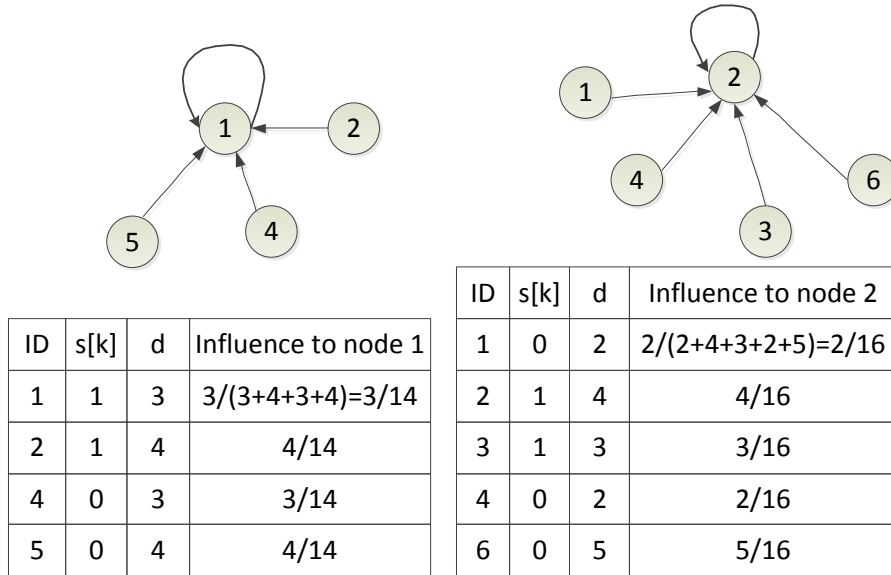 1
2
5
4
2
1
4
6
3
ID s[k] d Influence to node 1
1 1 3 3/(3+4+3+4)=3/14
2 1 4 4/14
4 0 3 3/14
5 0 4 4/14
ID s[k] d Influence to node 2
1 0 2 2/(2+4+3+2+5)=2/16
2 1 4 4/16
3 1 3 3/16
4 0 2 2/16
6 0 5 5/16